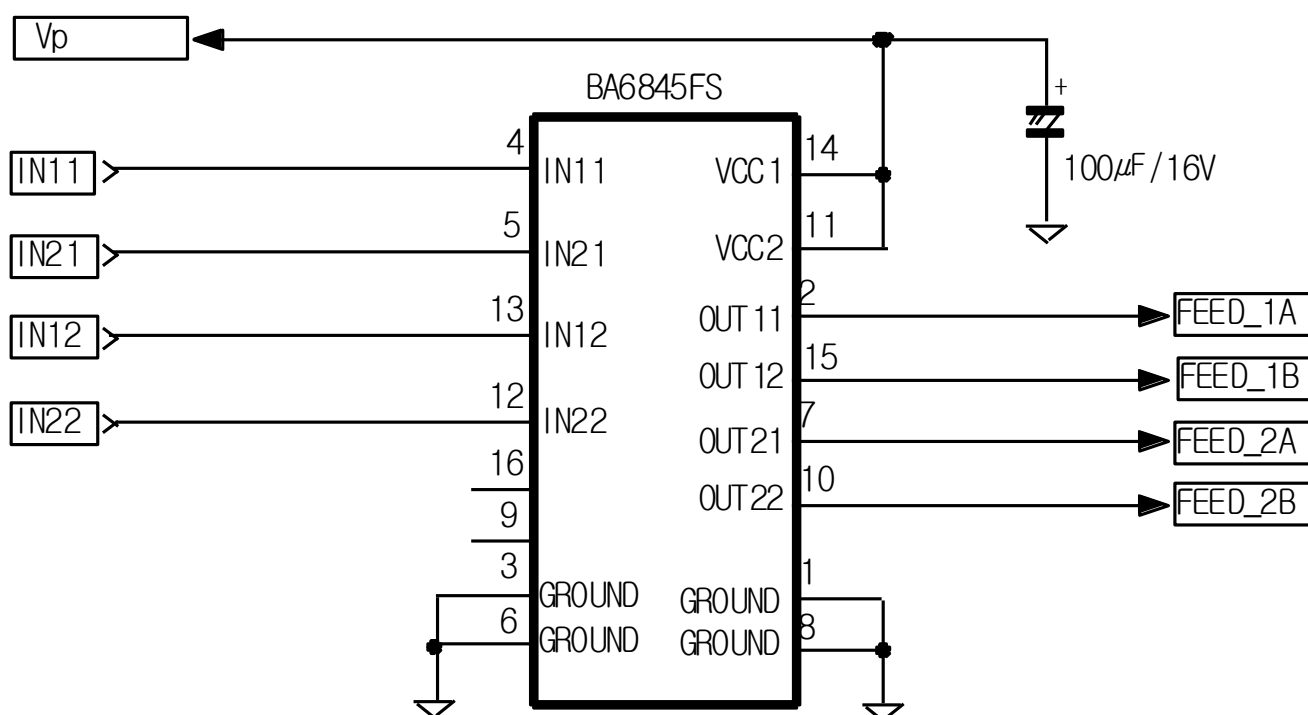 Vp
BA6845FS
+
100μF/16V
IN11
4
IN11
VCC1
14
IN21
5
IN21
VCC2
11
IN12
13
IN12
OUT11
2
FEED_1A
OUT12
15
FEED_1B
IN22
12
IN22
OUT21
7
FEED_2A
16
OUT22
10
FEED_2B
9
3
GROUND
GROUND
1
6
GROUND
GROUND
8